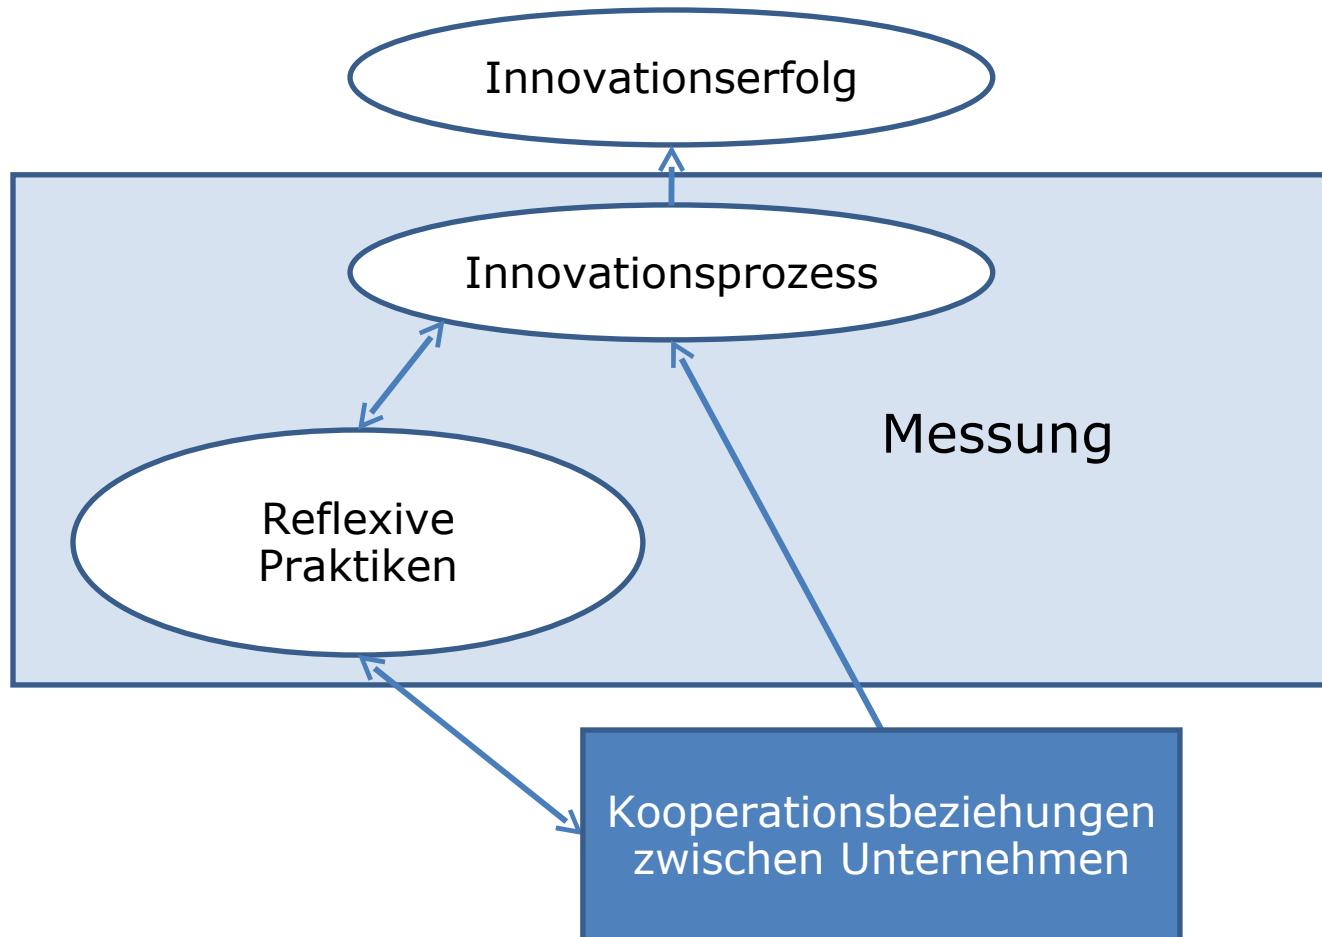 Innovationserfolg
Innovationsprozess
Messung
Reflexive
Praktiken
Kooperationsbeziehungen
zwischen Unternehmen